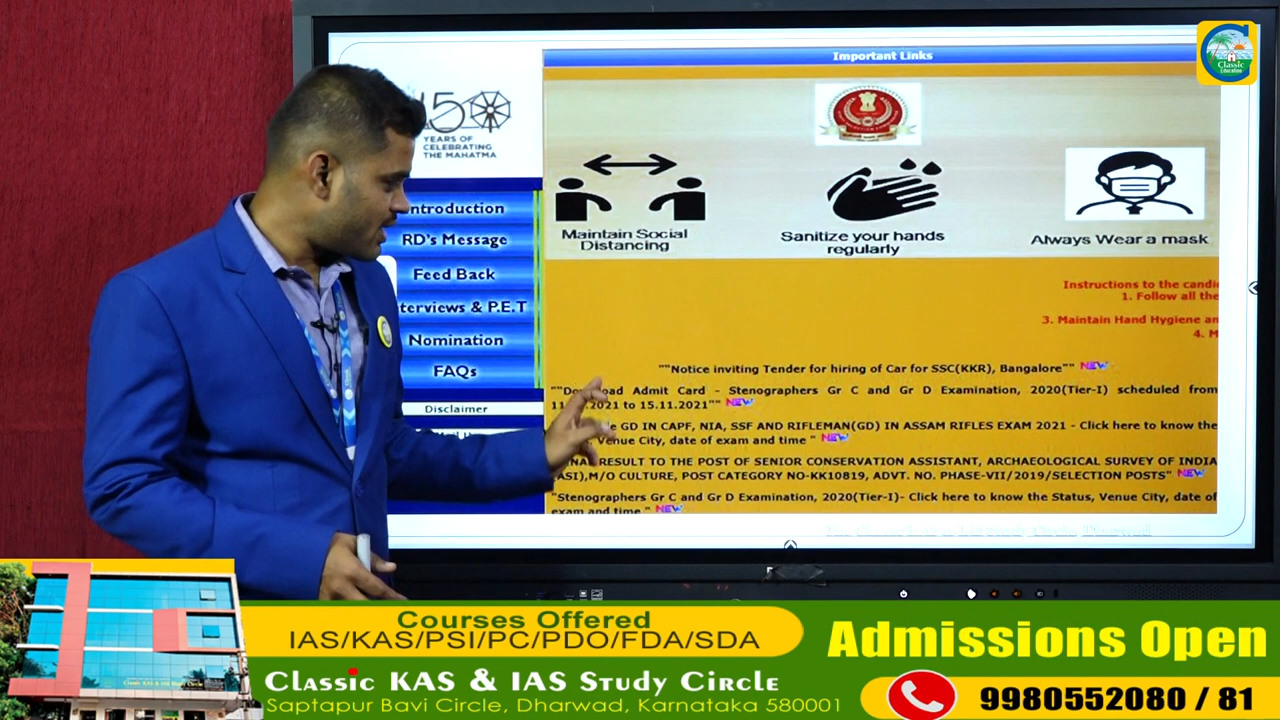 Important Links
Classic
Education
150
YEARS OF
CELEBRATING
THE MAHATMA
Maintain Social
Distancing
Sanitize your hands
regularly
Always Wear a mask
Introduction
RD's Message
Feed Back
Interviews & P.E.T
Nomination
FAQs
Disclaimer
Instructions to the candi
1. Follow all the
3. Maintain Hand Hygiene an
4. M
""Notice inviting Tender for hiring of Car for SSC(KKR), Bangalore"" NEW
""Download Admit Card - Stenographers Gr C and Gr D Examination, 2020(Tier-I) scheduled from
11. 2021 to 15.11.2021"" NEW
GD IN CAPF, NIA, SSF AND RIFLEMAN(GD) IN ASSAM RIFLES EXAM 2021 - Click here to know the
Venue City, date of exam and time " NEW
FINAL RESULT TO THE POST OF SENIOR CONSERVATION ASSISTANT, ARCHAEOLOGICAL SURVEY OF INDIA
(ASI),M/O CULTURE, POST CATEGORY NO-KK10819, ADVT. NO. PHASE-VII/2019/SELECTION POSTS" NEW
"Stenographers Gr C and Gr D Examination, 2020(Tier-I)- Click here to know the Status, Venue City, date of
exam and time " NEW
Courses Offered
IAS/KAS/PSI/PC/PDO/FDA/SDA
Classic KAS & IAS Study Circle
Saptapur Bavi Circle, Dharwad, Karnataka 580001
Admissions Open
9980552080 / 81